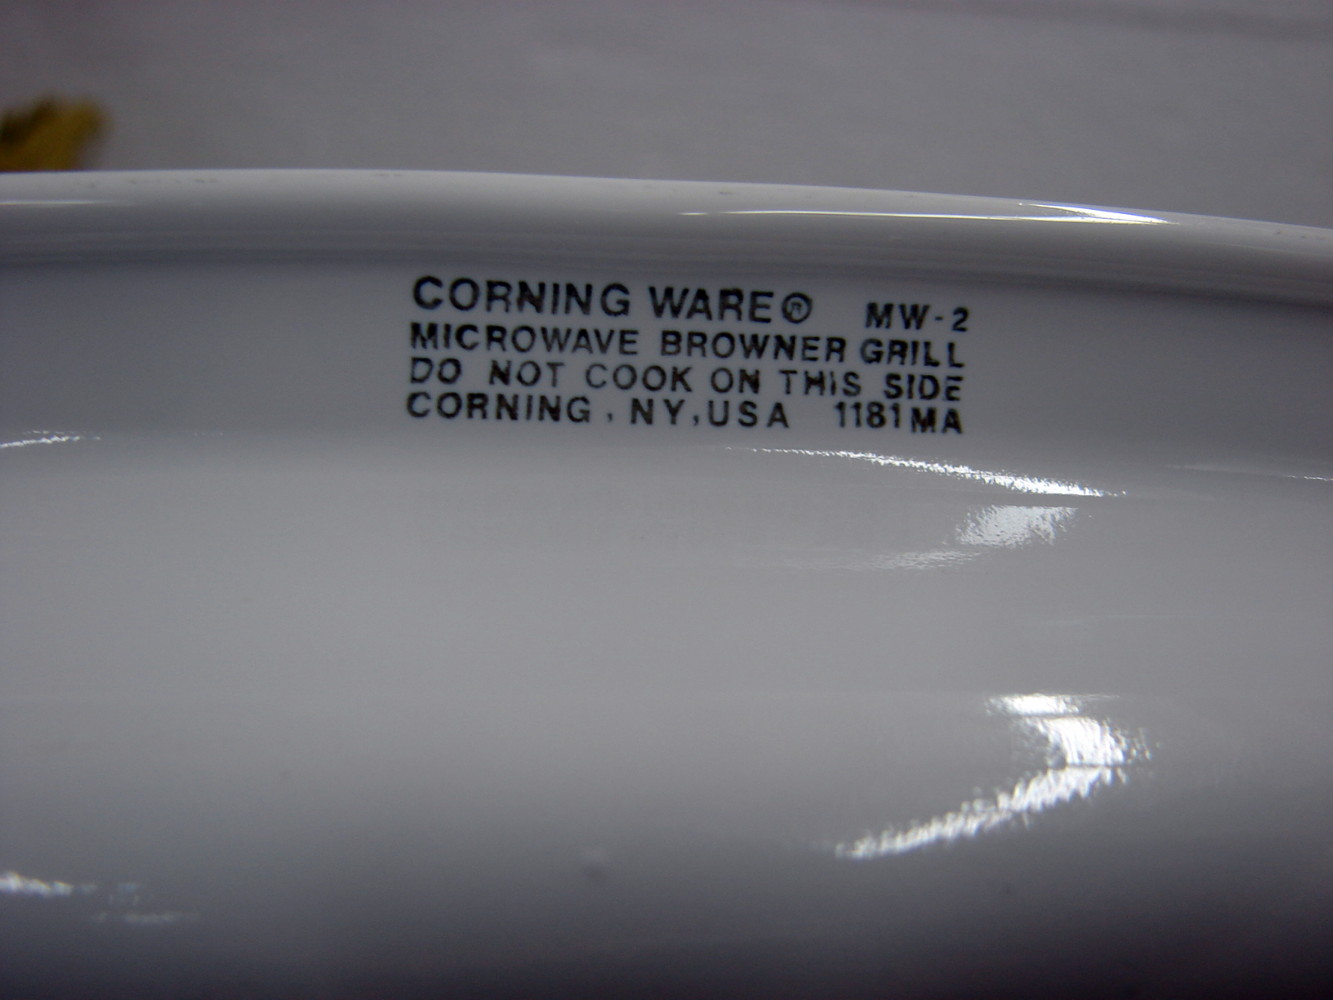 CORNING WARE® MW-2
MICROWAVE BROWNER GRILL
DO NOT COOK ON THIS SIDE
CORNING, NY, USA 1181MA